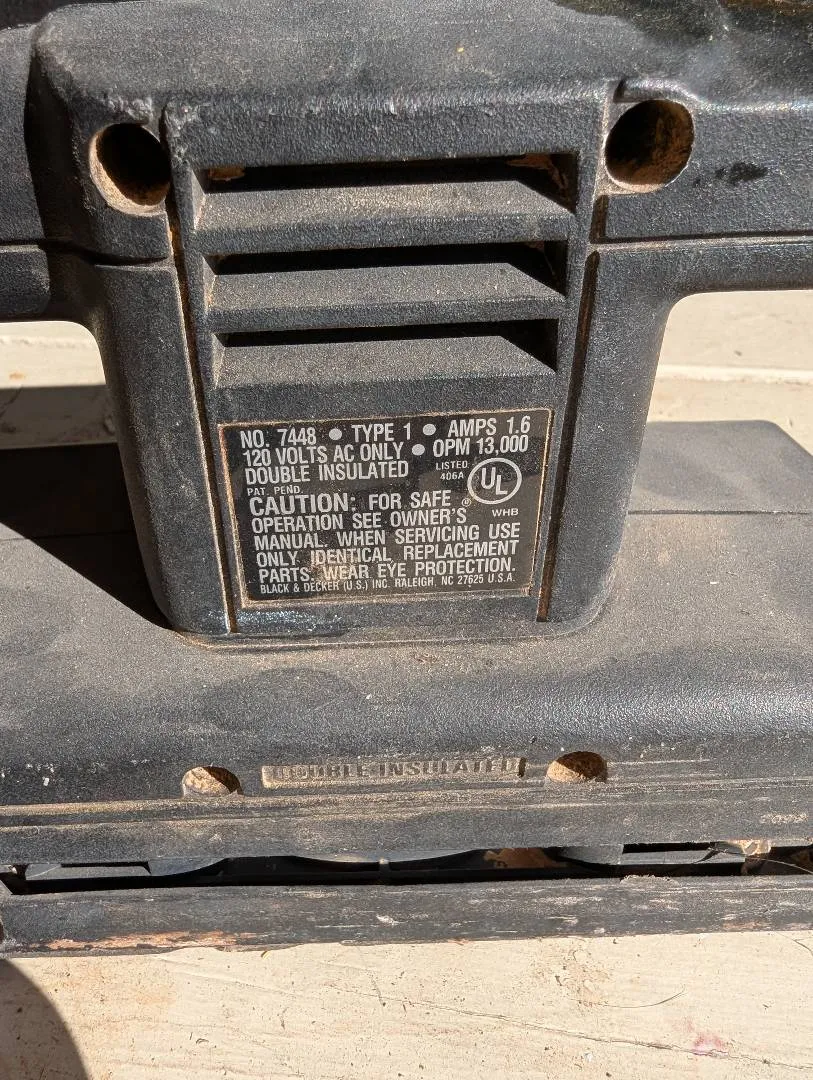 NO. 7448 • TYPE 1 • AMPS 1.6
120 VOLTS AC ONLY • OPM 13,000
DOUBLE INSULATED
LISTED
406A
UL
®
WHB
PAT. PEND.
CAUTION: FOR SAFE
OPERATION SEE OWNER'S
MANUAL. WHEN SERVICING USE
ONLY IDENTICAL REPLACEMENT
PARTS. WEAR EYE PROTECTION.
BLACK & DECKER (U.S.) INC. RALEIGH, NC 27625 U.S.A.
DOUBLE INSULATED